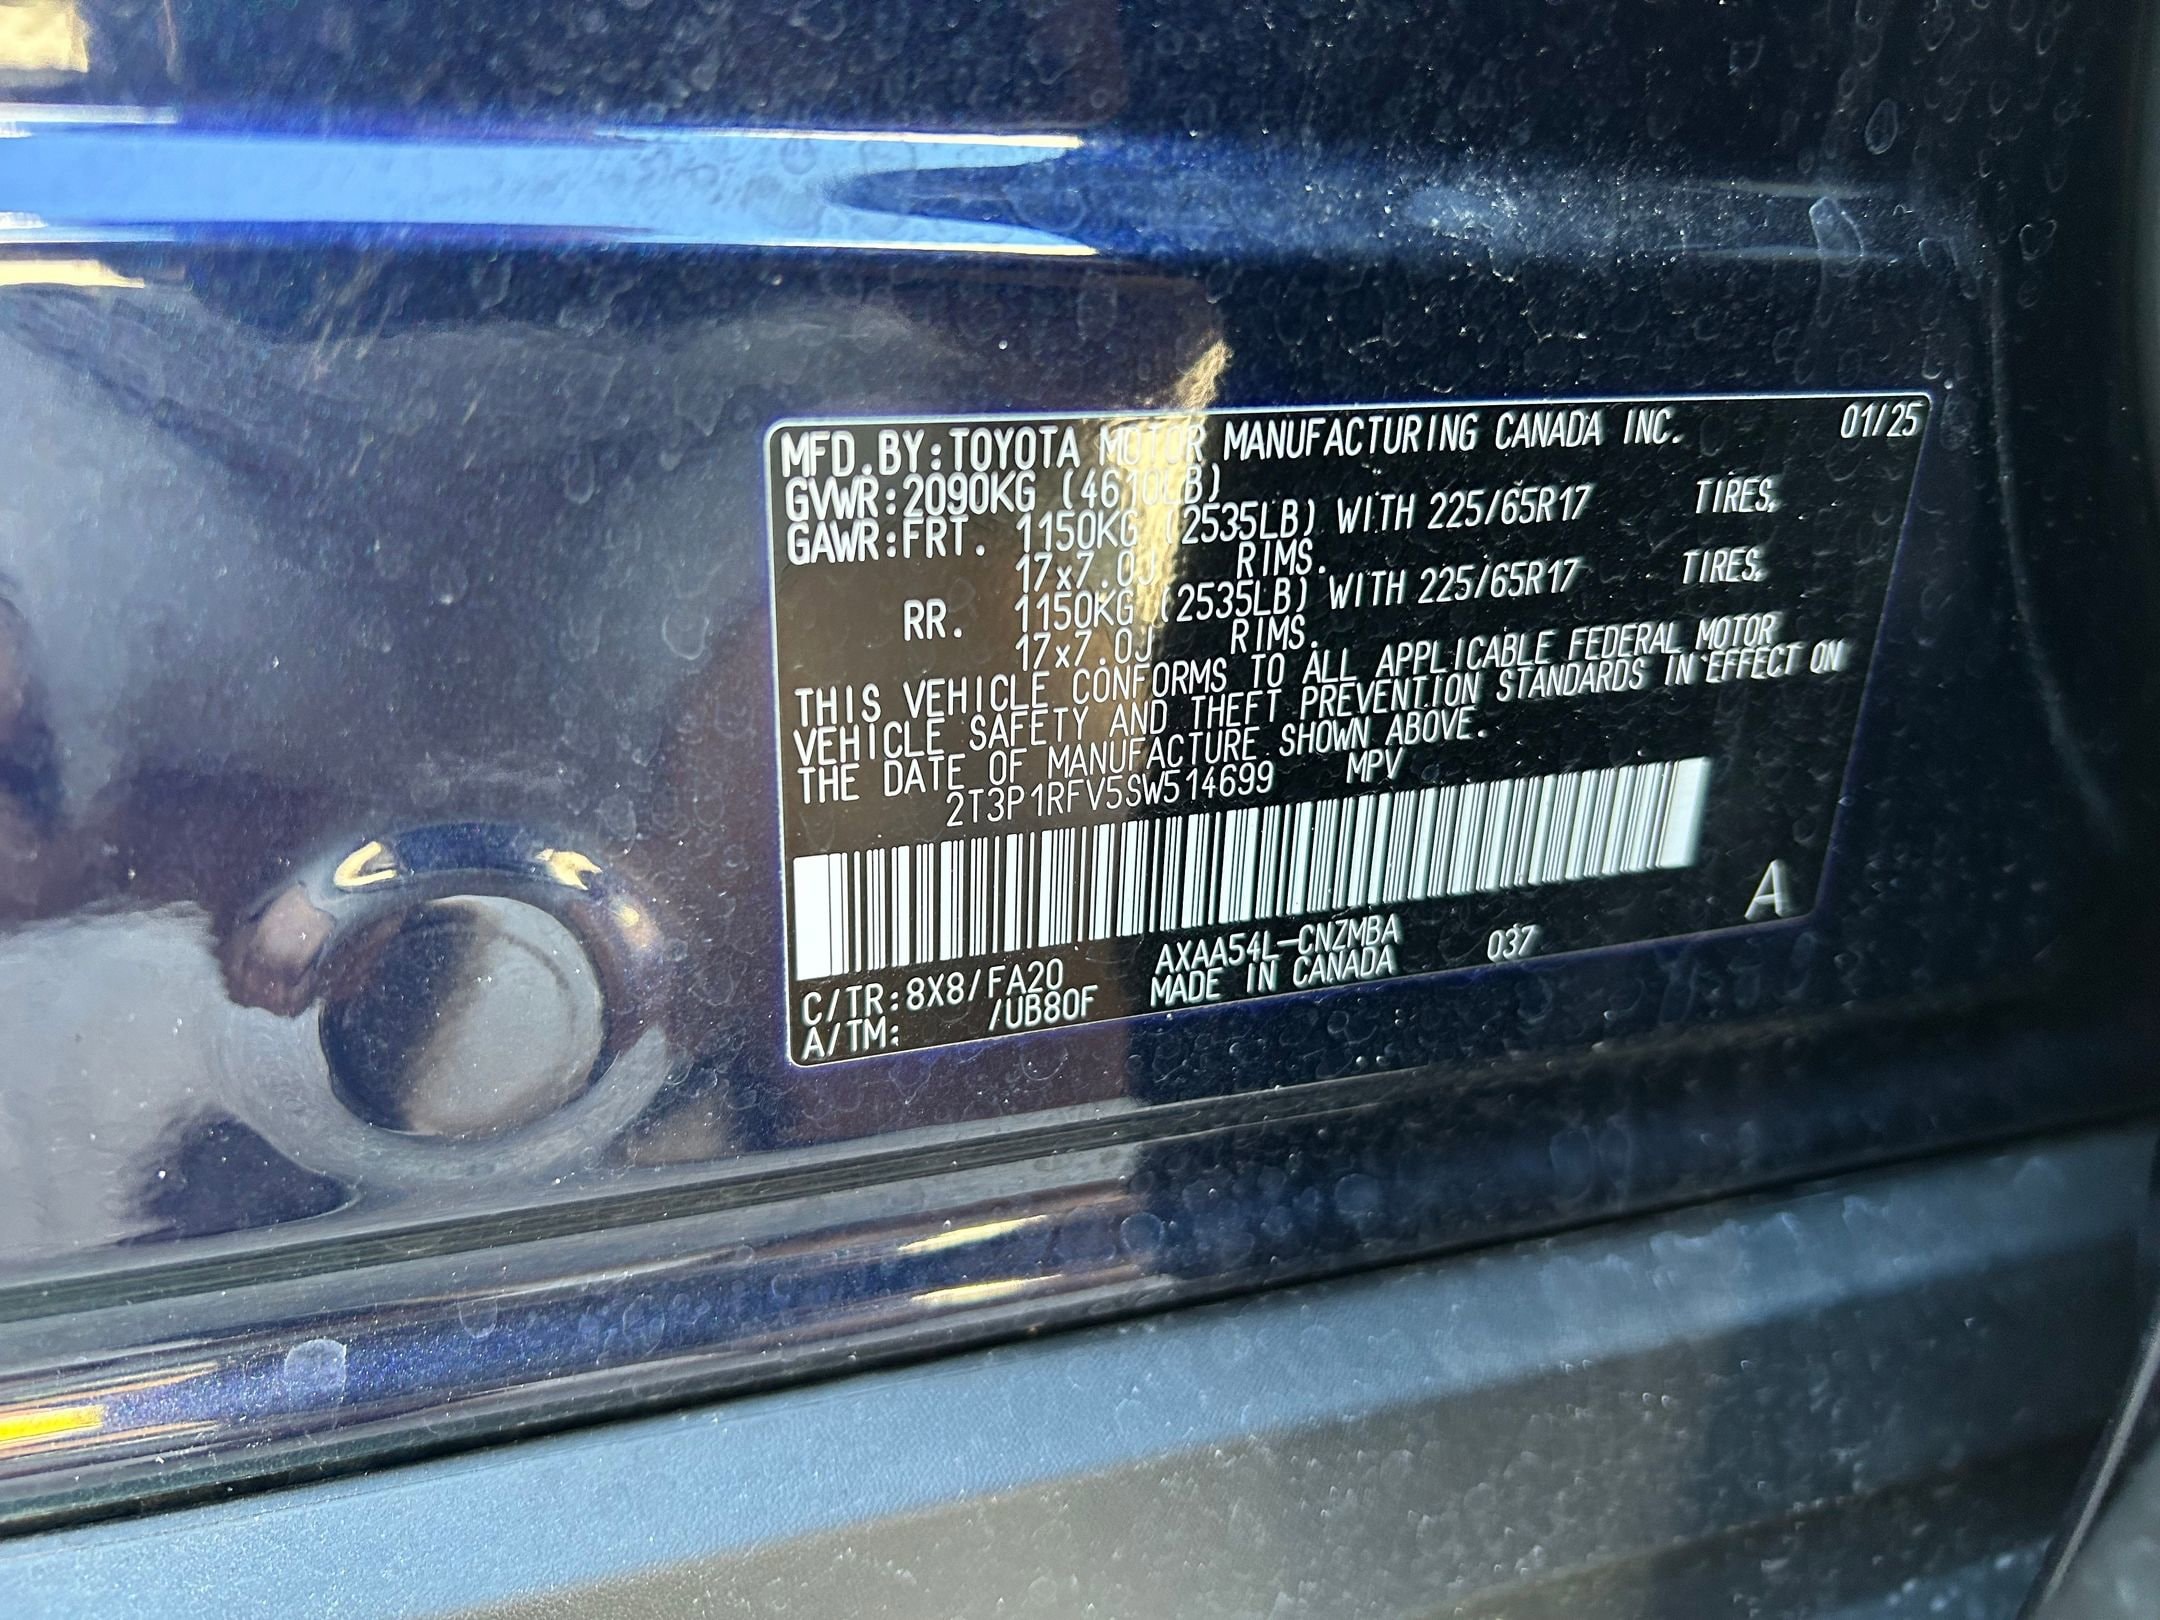 MFD.BY:TOYOTA MOTOR MANUFACTURING CANADA INC. 01/25
GVWR:2090KG (4610LB)
GAWR:FRT. 1150KG (2535LB) WITH 225/65R17 TIRES,
17x7.0J RIMS.
RR. 1150KG (2535LB) WITH 225/65R17 TIRES,
17x7.0J RIMS.
THIS VEHICLE CONFORMS TO ALL APPLICABLE FEDERAL MOTOR
VEHICLE SAFETY AND THEFT PREVENTION STANDARDS IN EFFECT ON
THE DATE OF MANUFACTURE SHOWN ABOVE.
2T3P1RFV5SW514699 MPV
A
C/TR:8X8/FA20 AXAA54L-CNZMBA 037
A/TM: /UB80F MADE IN CANADA